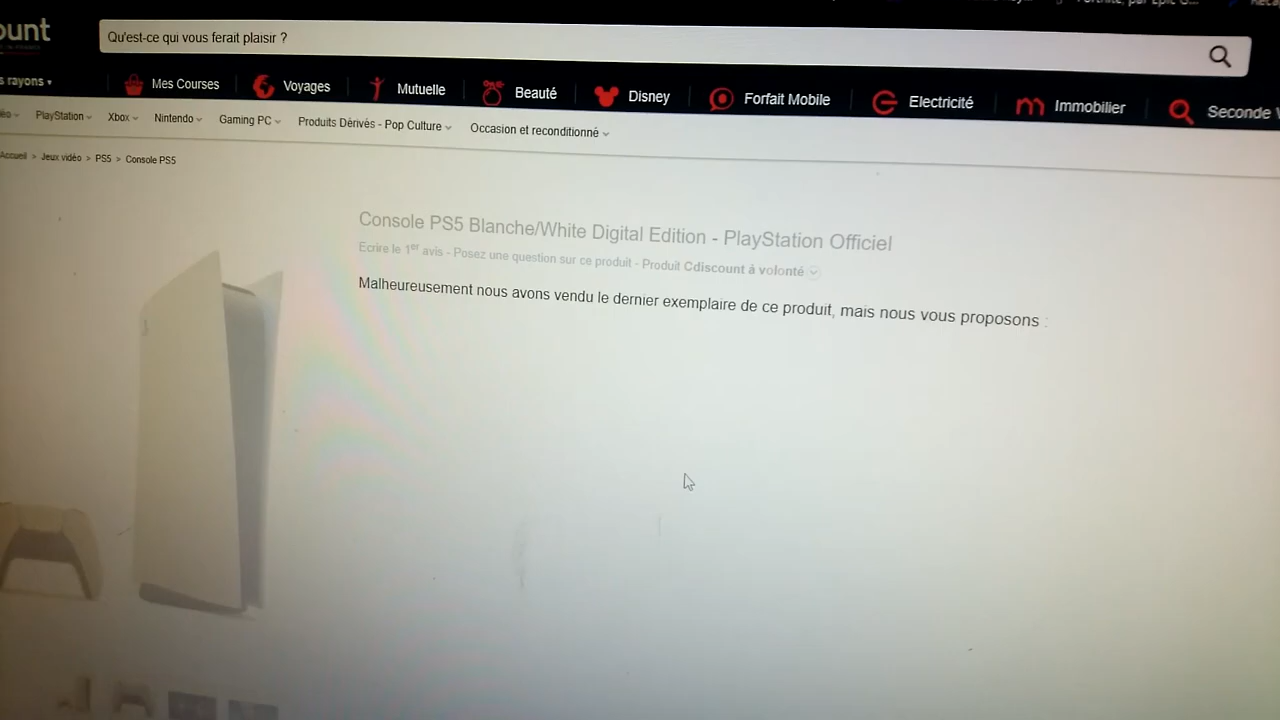 ount
Qu'est-ce qui vous ferait plaisir ?
s rayons
Mes Courses
Voyages
Mutuelle
Beauté
Disney
Forfait Mobile
Electricité
Immobilier
Seconde
PlayStation
Xbox
Nintendo
Gaming PC
Produits Dérivés - Pop Culture
Occasion et reconditionné
Accueil > Jeux vidéo > PS5 > Console PS5
Console PS5 Blanche/White Digital Edition - PlayStation Officiel
Ecrire le 1er avis - Posez une question sur ce produit - Produit Cdiscount à volonté
Malheureusement nous avons vendu le dernier exemplaire de ce produit, mais nous vous proposons :